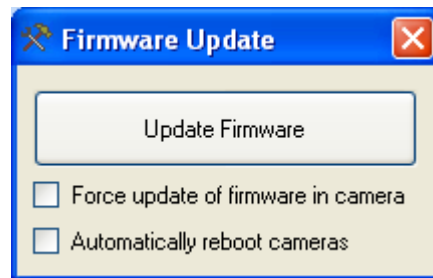 Firmware Update
Update Firmware
Force update of firmware in camera
Automatically reboot cameras